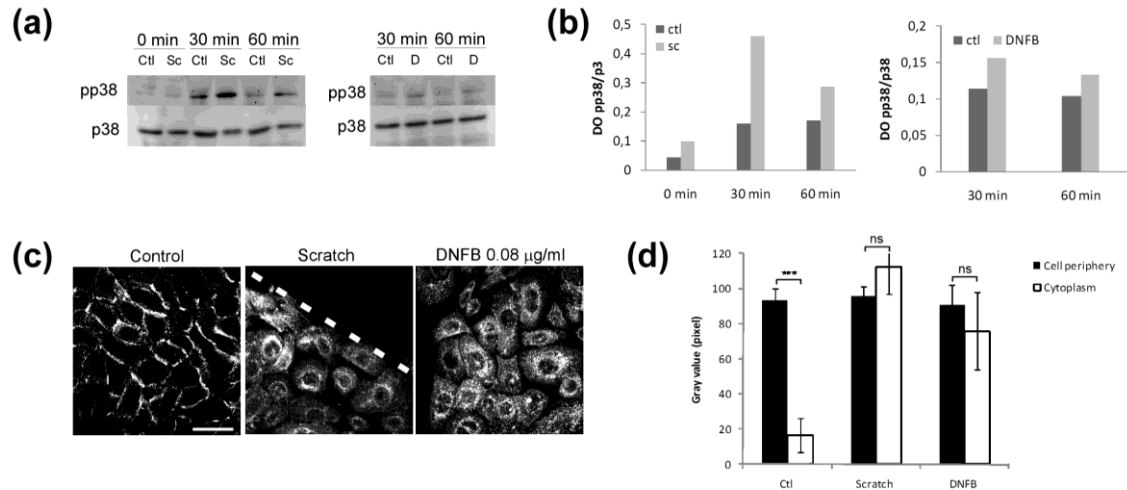 (a)
0 min 30 min 60 min
Ctl Sc Ctl Sc Ctl Sc
pp38
p38
30 min 60 min
Ctl D Ctl D
pp38
p38
(b)
DO pp38/p3
0,5
0,4
0,3
0,2
0,1
0
ctl
sc
0 min 30 min 60 min
DO pp38/p38
0,2
0,15
0,1
0,05
0
ctl DNFB
30 min 60 min
(c)
Control Scratch DNFB 0.08 µg/ml
(d)
Gray value (pixel)
120
100
80
60
40
20
0
***
ns
ns
Ctl Scratch DNFB
Cell periphery
Cytoplasm